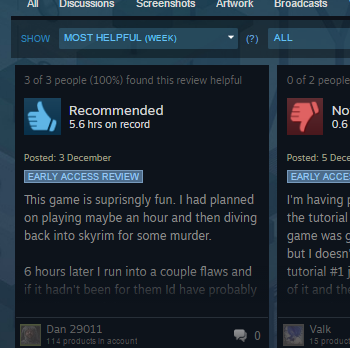 All Discussions Screenshots Artwork Broadcasts
SHOW MOST HELPFUL (WEEK) (?) ALL
3 of 3 people (100%) found this review helpful
Recommended
5.6 hrs on record
Posted: 3 December
EARLY ACCESS REVIEW
This game is suprisngly fun. I had planned
on playing maybe an hour and then diving
back into skyrim for some murder.
6 hours later I run into a couple flaws and
if it hadn't been for them Id have probably
Dan 29011
114 products in account
0
0 of 2 people
No
0.6
Posted: 5 Dece
EARLY ACCES
I'm having p
the tutorial
game was g
but I doesn'
tutorial #1 j
of it and the
Valk
15 product